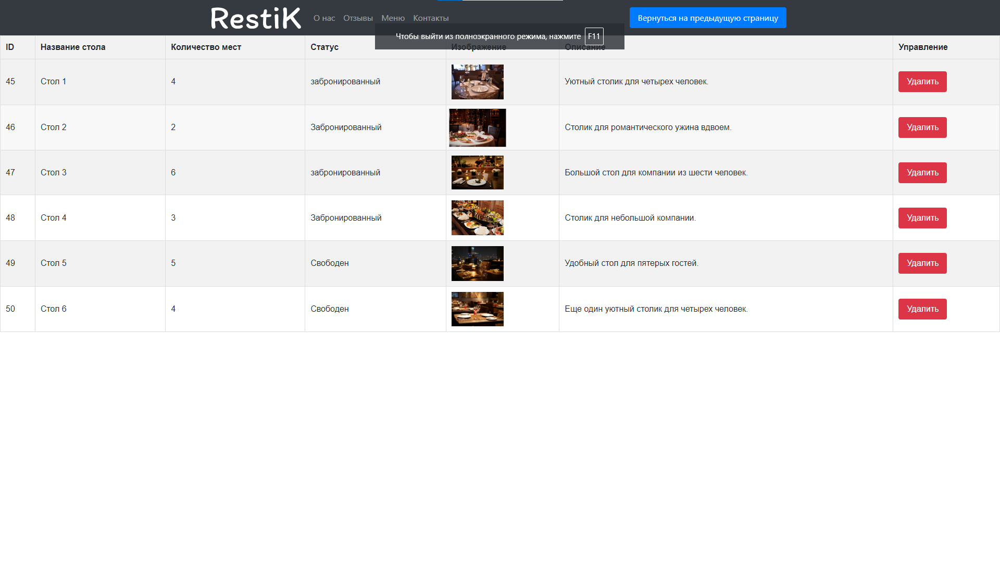 RestiK О нас Отзывы Меню Контакты Вернуться на предыдущую страницу
Чтобы выйти из полноэкранного режима, нажмите F11
ID Название стола Количество мест Статус Изображение Описание Управление
45 Стол 1 4 забронированный Уютный столик для четырех человек. Удалить
46 Стол 2 2 Забронированный Столик для романтического ужина вдвоем. Удалить
47 Стол 3 6 забронированный Большой стол для компании из шести человек. Удалить
48 Стол 4 3 Забронированный Столик для небольшой компании. Удалить
49 Стол 5 5 Свободен Удобный стол для пятерых гостей. Удалить
50 Стол 6 4 Свободен Еще один уютный столик для четырех человек. Удалить